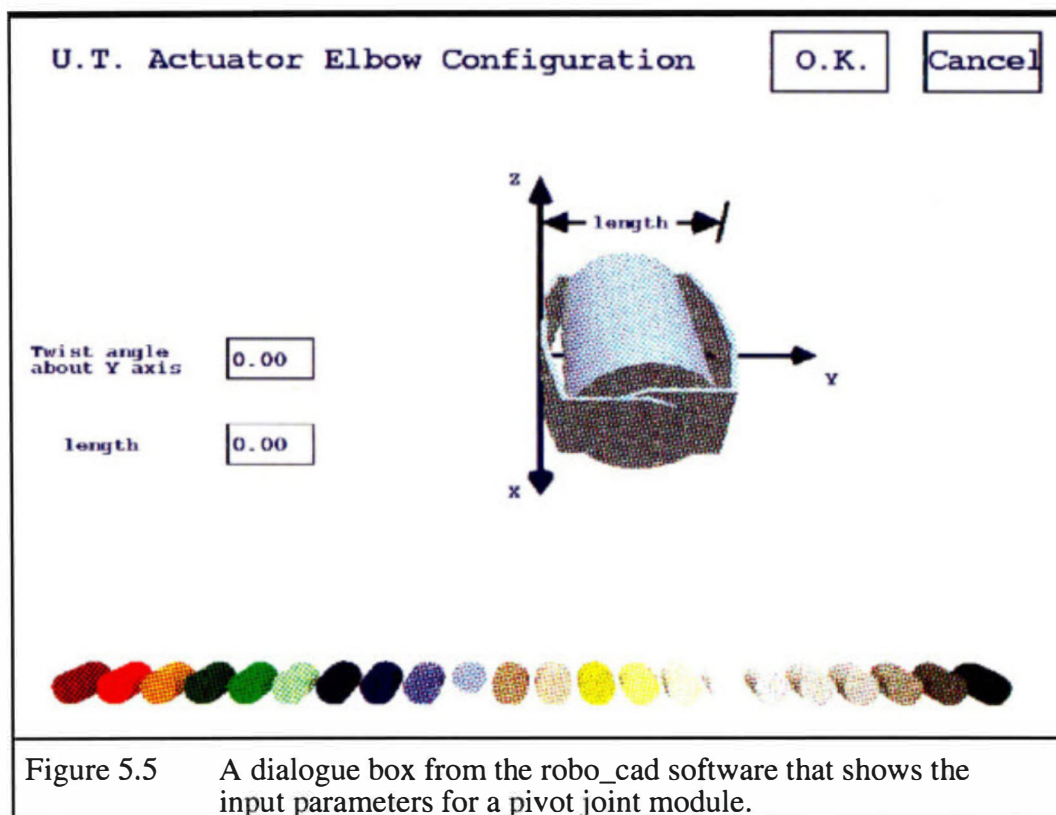 U.T. Actuator Elbow Configuration
O.K.
Cancel
Z
length
Twist angle
about Y axis
0.00
Y
length
0.00
X
Figure 5.5 A dialogue box from the robo_cad software that shows the
input parameters for a pivot joint module.